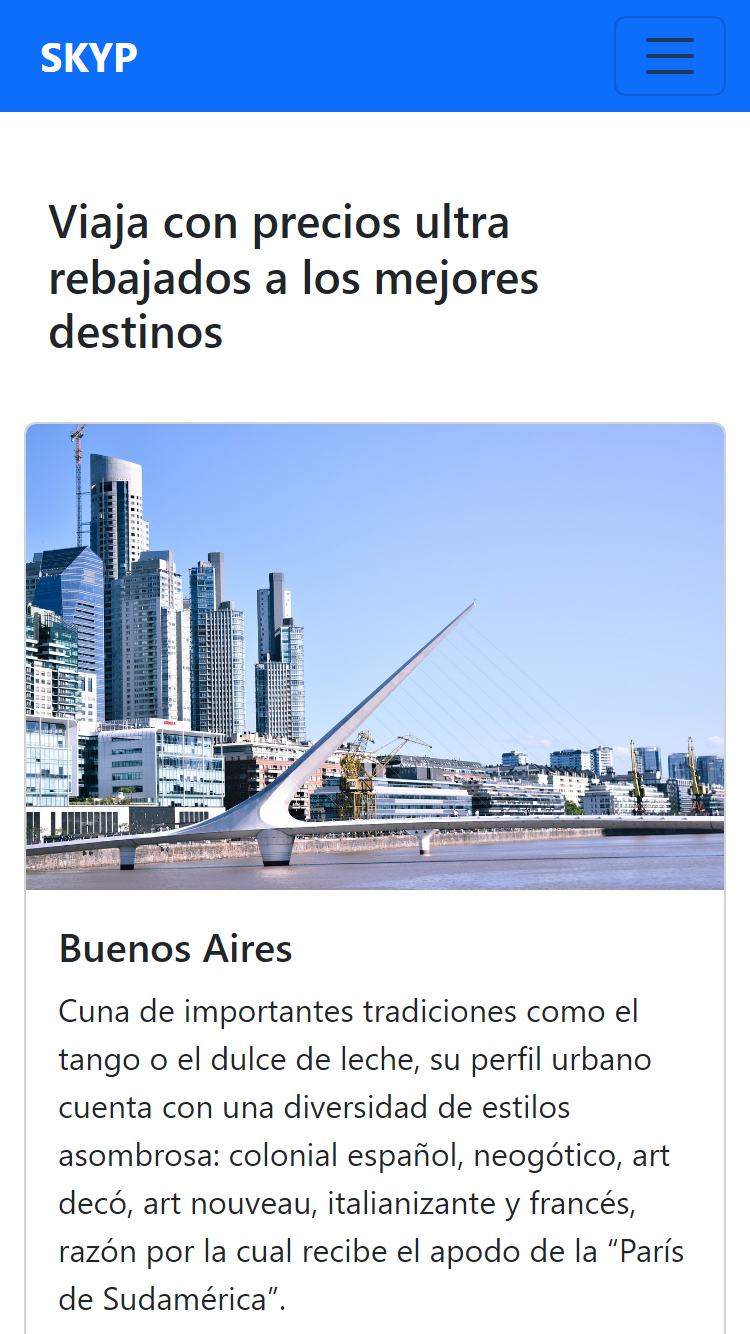 SKYP
Viaja con precios ultra
rebajados a los mejores
destinos
Buenos Aires
Cuna de importantes tradiciones como el
tango o el dulce de leche, su perfil urbano
cuenta con una diversidad de estilos
asombrosa: colonial español, neogótico, art
decó, art nouveau, italianizante y francés,
razón por la cual recibe el apodo de la “París
de Sudamérica”.